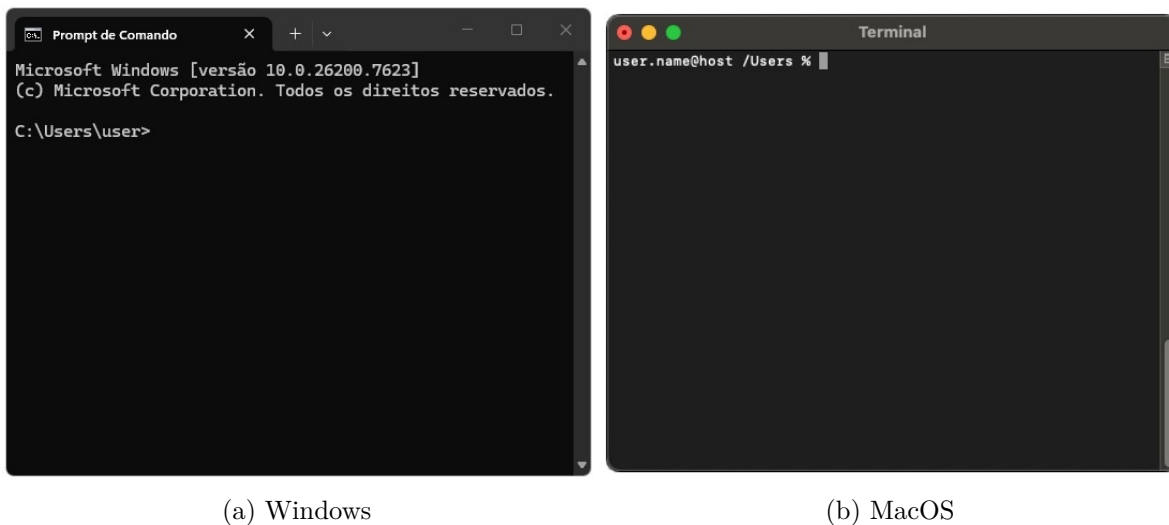 Prompt de Comando
Microsoft Windows [versão 10.0.26200.7623]
(c) Microsoft Corporation. Todos os direitos reservados.
C:\Users\user>
Terminal
user.name@host /Users %
(a) Windows
(b) MacOS